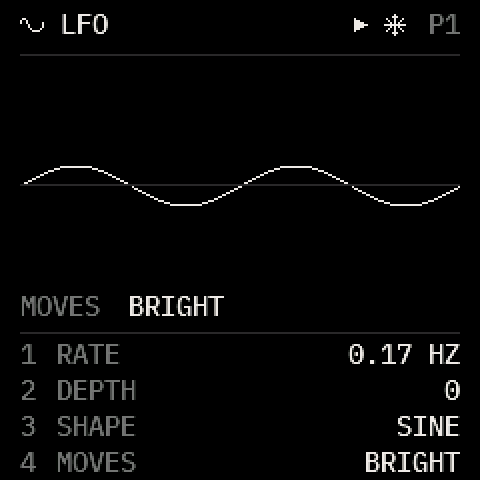 LFO P1
MOVES BRIGHT
1 RATE 0.17 HZ
2 DEPTH 0
3 SHAPE SINE
4 MOVES BRIGHT